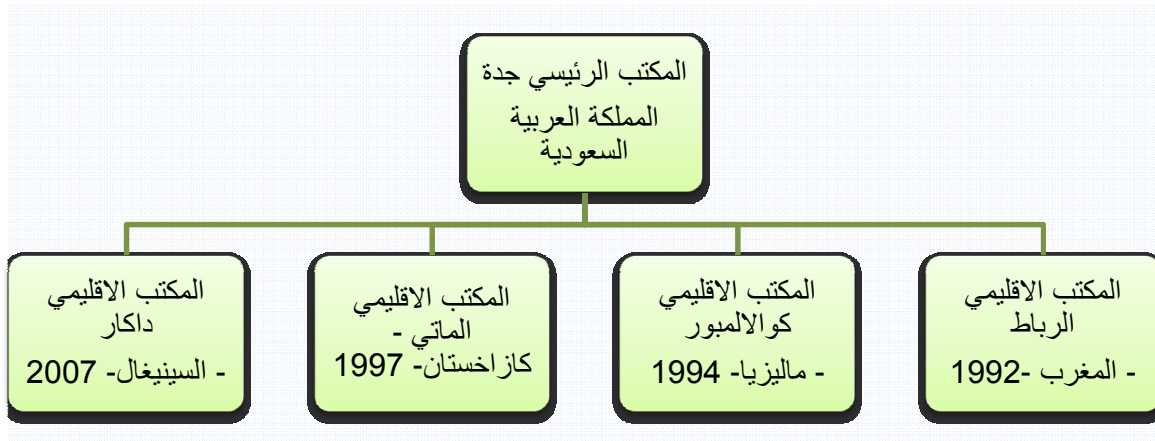 المكتب الرئيسي جدة
المملكة العربية
السعودية
المكتب الاقليمي
الرباط
- المغرب -1992
المكتب الاقليمي
كوالالمبور
- ماليزيا- 1994
المكتب الاقليمي
الماتي -
كازاخستان- 1997
المكتب الاقليمي
داكار
- السينيغال- 2007